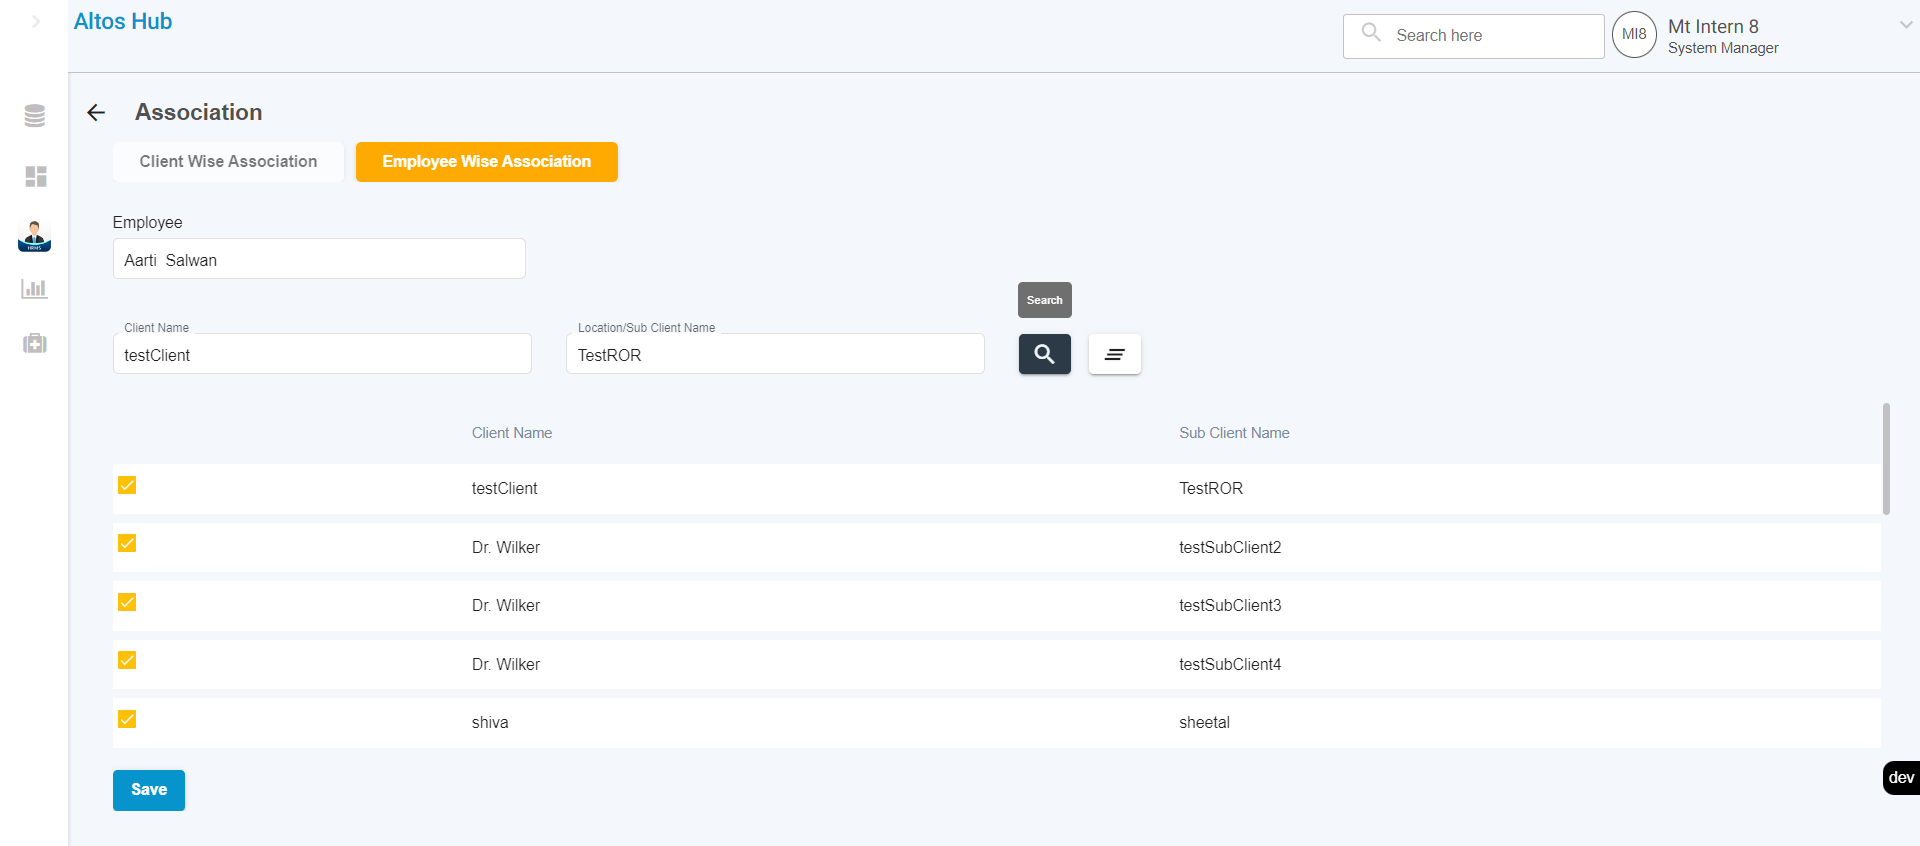 Altos Hub
Search here
MI8
Mt Intern 8
System Manager
Association
Client Wise Association
Employee Wise Association
Employee
Aarti  Salwan
Search
Client Name
testClient
Location/Sub Client Name
TestROR
Client Name
Sub Client Name
testClient
TestROR
Dr. Wilker
testSubClient2
Dr. Wilker
testSubClient3
Dr. Wilker
testSubClient4
shiva
sheetal
Save
dev
HRMS